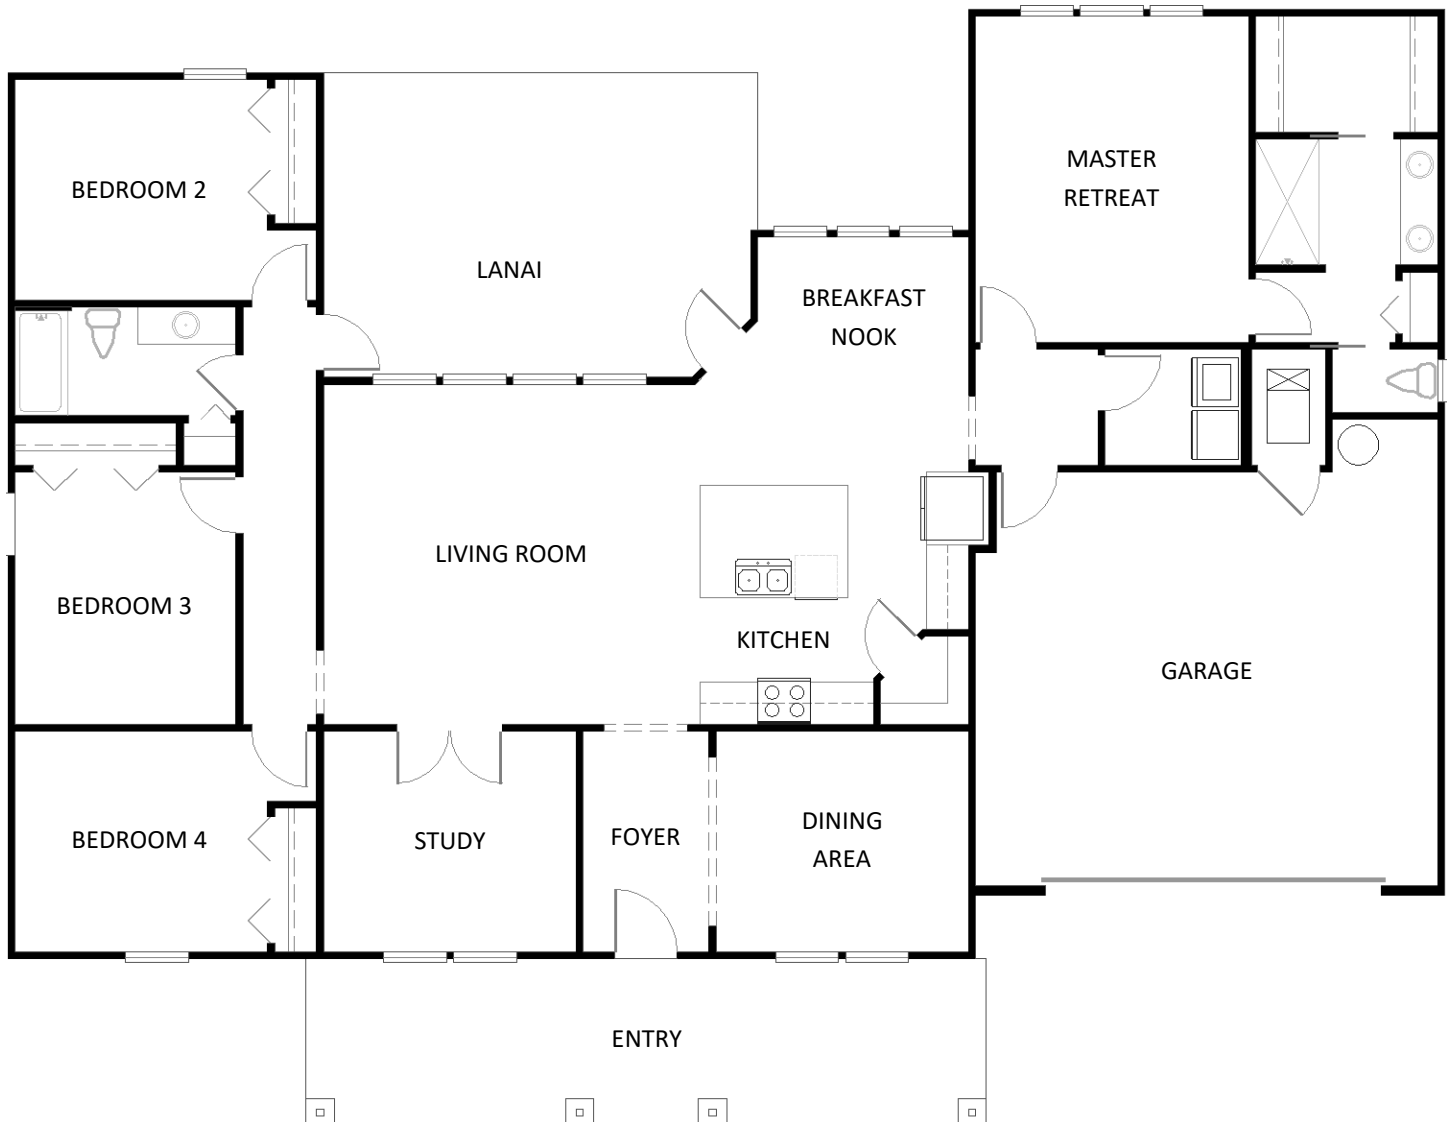 MASTER
RETREAT
BEDROOM 2
LANAI
BREAKFAST
NOOK
LIVING ROOM
BEDROOM 3
KITCHEN
GARAGE
BEDROOM 4
STUDY
FOYER
DINING
AREA
ENTRY